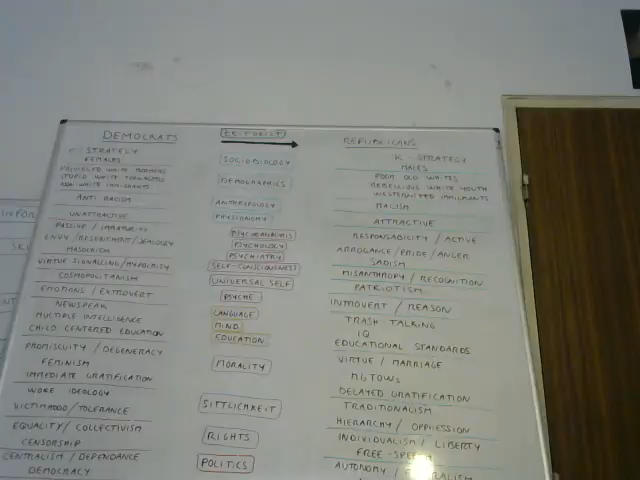 DEMOCRATS
r - STRATEGY
FEMALES
PRIVILEGED WHITE WOMEN
STUPID WHITE TEENAGERS
NON WHITE IMMIGRANTS
ANTI RACISM
UNATTRACTIVE
PASSIVE / IMMATURITY
ENVY / RESENTMENT / JEALOUSY
MASOCHISM
VIRTUE SIGNALLING / HYPOCRISY
COSMOPOLITANISM
EMOTIONS / EXTROVERT
NEWSPEAK
MULTIPLE INTELLIGENCE
CHILD CENTERED EDUCATION
PROMISCUITY / DEGENERACY
FEMINISM
IMMEDIATE GRATIFICATION
WOKE IDEOLOGY
VICTIMHOOD / TOLERANCE
EQUALITY / COLLECTIVISM
CENSORSHIP
CENTRALISM / DEPENDANCE
DEMOCRACY
SOCIOBIOLOGY
DEMOGRAPHICS
ANTHROPOLOGY
PHYSIOGNOMY
PSYCHOANALYSIS
PSYCHOLOGY
PSYCHIATRY
SELF-CONSCIOUSNESS
UNIVERSAL SELF
PSYCHE
LANGUAGE
MIND
EDUCATION
MORALITY
SITTLICHKEIT
RIGHTS
POLITICS
REPUBLICANS
K - STRATEGY
MALES
POOR OLD WHITES
REBELLIOUS WHITE YOUTH
WESTERNIZED IMMIGRANTS
RACISM
ATTRACTIVE
RESPONSABILITY / ACTIVE
ARROGANCE / PRIDE / ANGER
SADISM
MISANTHROPY / RECOGNITION
PATRIOTISM
INTROVERT / REASON
TRASH TALKING
IQ
EDUCATIONAL STANDARDS
VIRTUE / MARRIAGE
MGTOWS
DELAYED GRATIFICATION
TRADITIONALISM
HIERARCHY / OPPRESSION
INDIVIDUALISM / LIBERTY
FREE-SPEECH
AUTONOMY /